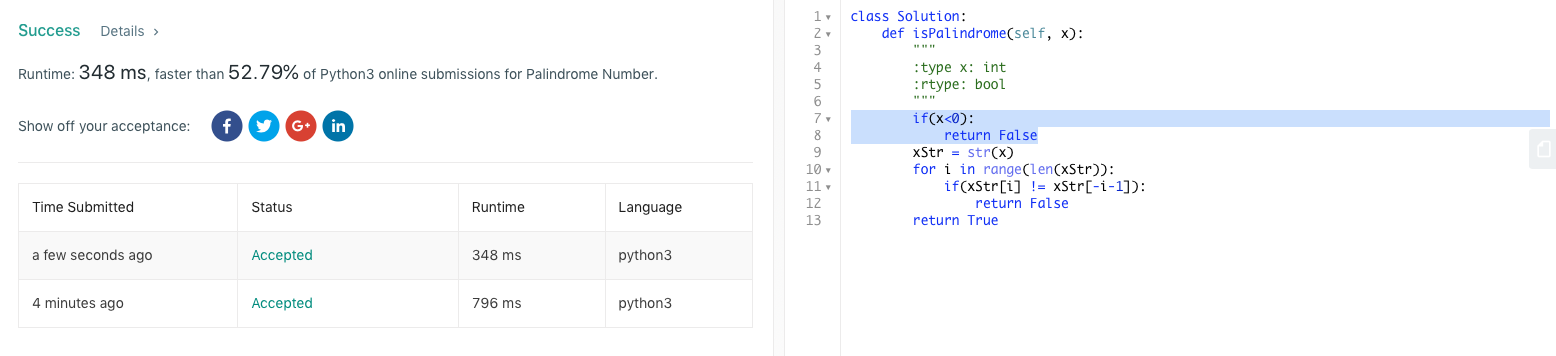 Success Details >
Runtime: 348 ms, faster than 52.79% of Python3 online submissions for Palindrome Number.
Show off your acceptance: f G+ in
Time Submitted Status Runtime Language
a few seconds ago Accepted 348 ms python3
4 minutes ago Accepted 796 ms python3
1 class Solution:
2 def isPalindrome(self, x):
3 """
4 :type x: int
5 :rtype: bool
6 """
7 if(x<0):
8 return False
9 xStr = str(x)
10 for i in range(len(xStr)):
11 if(xStr[i] != xStr[-i-1]):
12 return False
13 return True